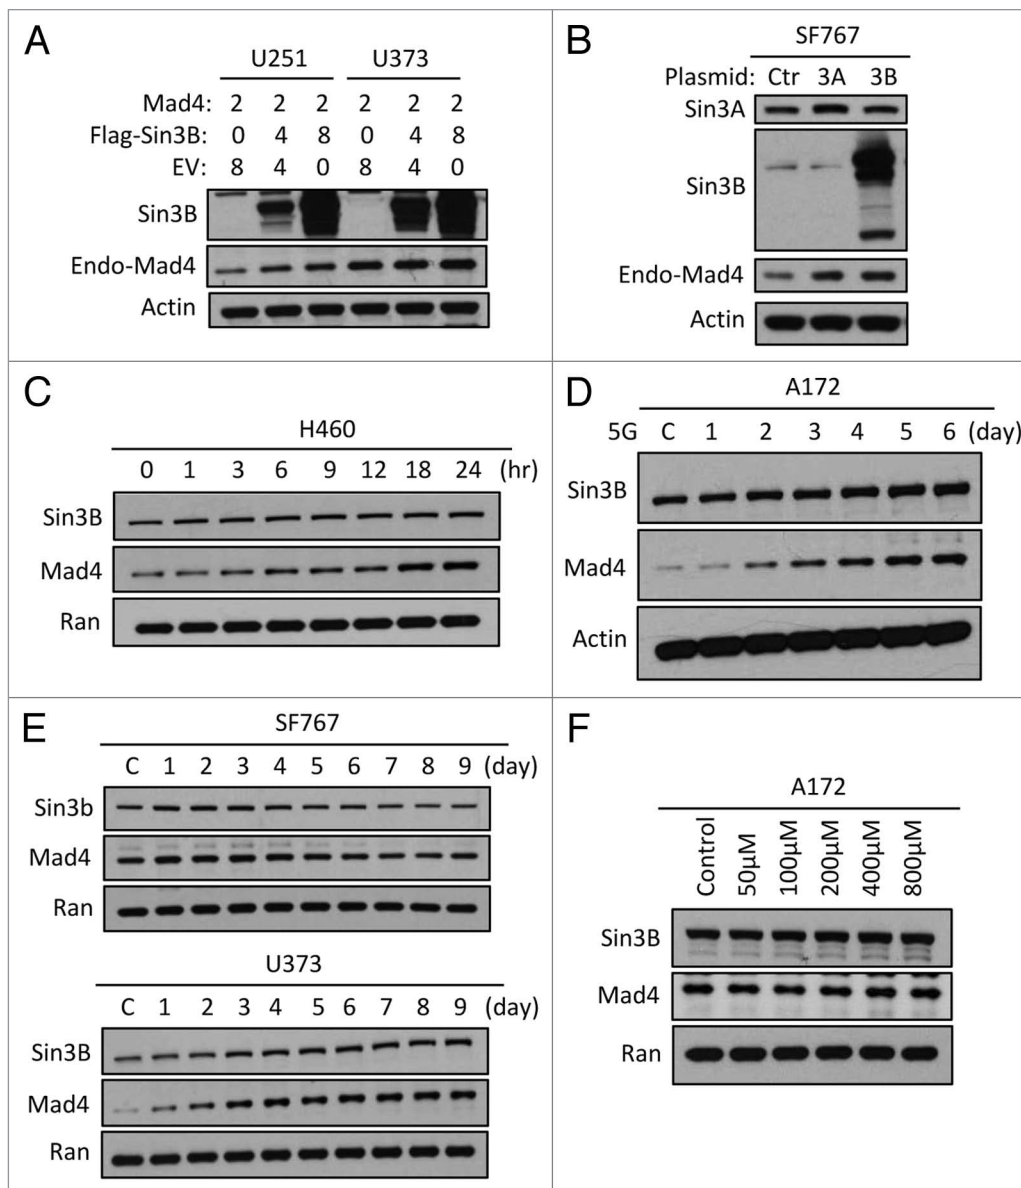 A
U251 U373
Mad4: 2 2 2 2 2 2
Flag-Sin3B: 0 4 8 0 4 8
EV: 8 4 0 8 4 0
Sin3B
Endo-Mad4
Actin
B
SF767
Plasmid: Ctr 3A 3B
Sin3A
Sin3B
Endo-Mad4
Actin
C
H460
0 1 3 6 9 12 18 24 (hr)
Sin3B
Mad4
Ran
D
A172
5G C 1 2 3 4 5 6 (day)
Sin3B
Mad4
Actin
E
SF767
C 1 2 3 4 5 6 7 8 9 (day)
Sin3b
Mad4
Ran
U373
C 1 2 3 4 5 6 7 8 9 (day)
Sin3B
Mad4
Ran
F
A172
Control 50μM 100μM 200μM 400μM 800μM
Sin3B
Mad4
Ran